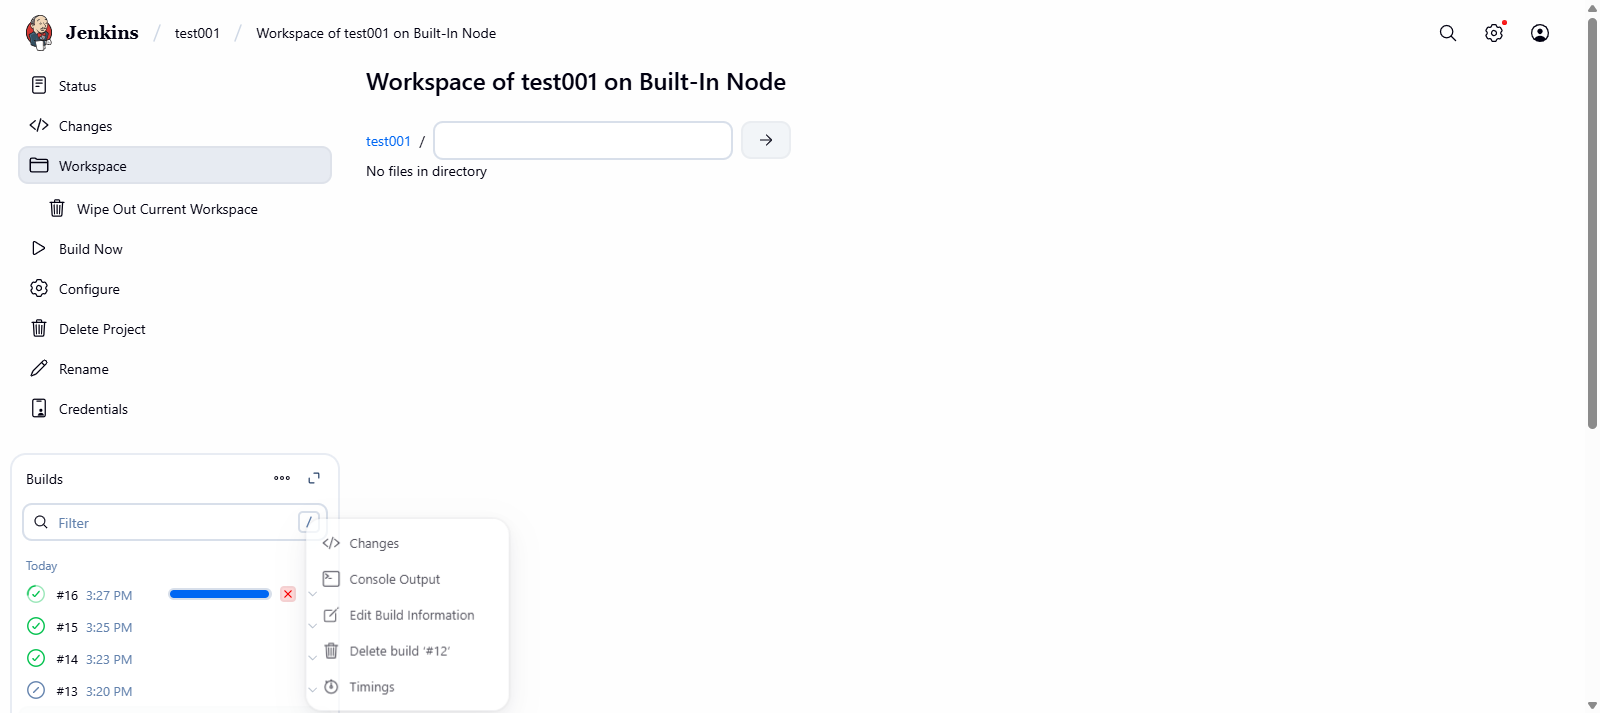 Jenkins / test001 / Workspace of test001 on Built-In Node
Status
Changes
Workspace
Wipe Out Current Workspace
Build Now
Configure
Delete Project
Rename
Credentials
Workspace of test001 on Built-In Node
test001 /
No files in directory
Builds
Filter /
Today
#16 3:27 PM
#15 3:25 PM
#14 3:23 PM
#13 3:20 PM
Changes
Console Output
Edit Build Information
Delete build ‘#12’
Timings